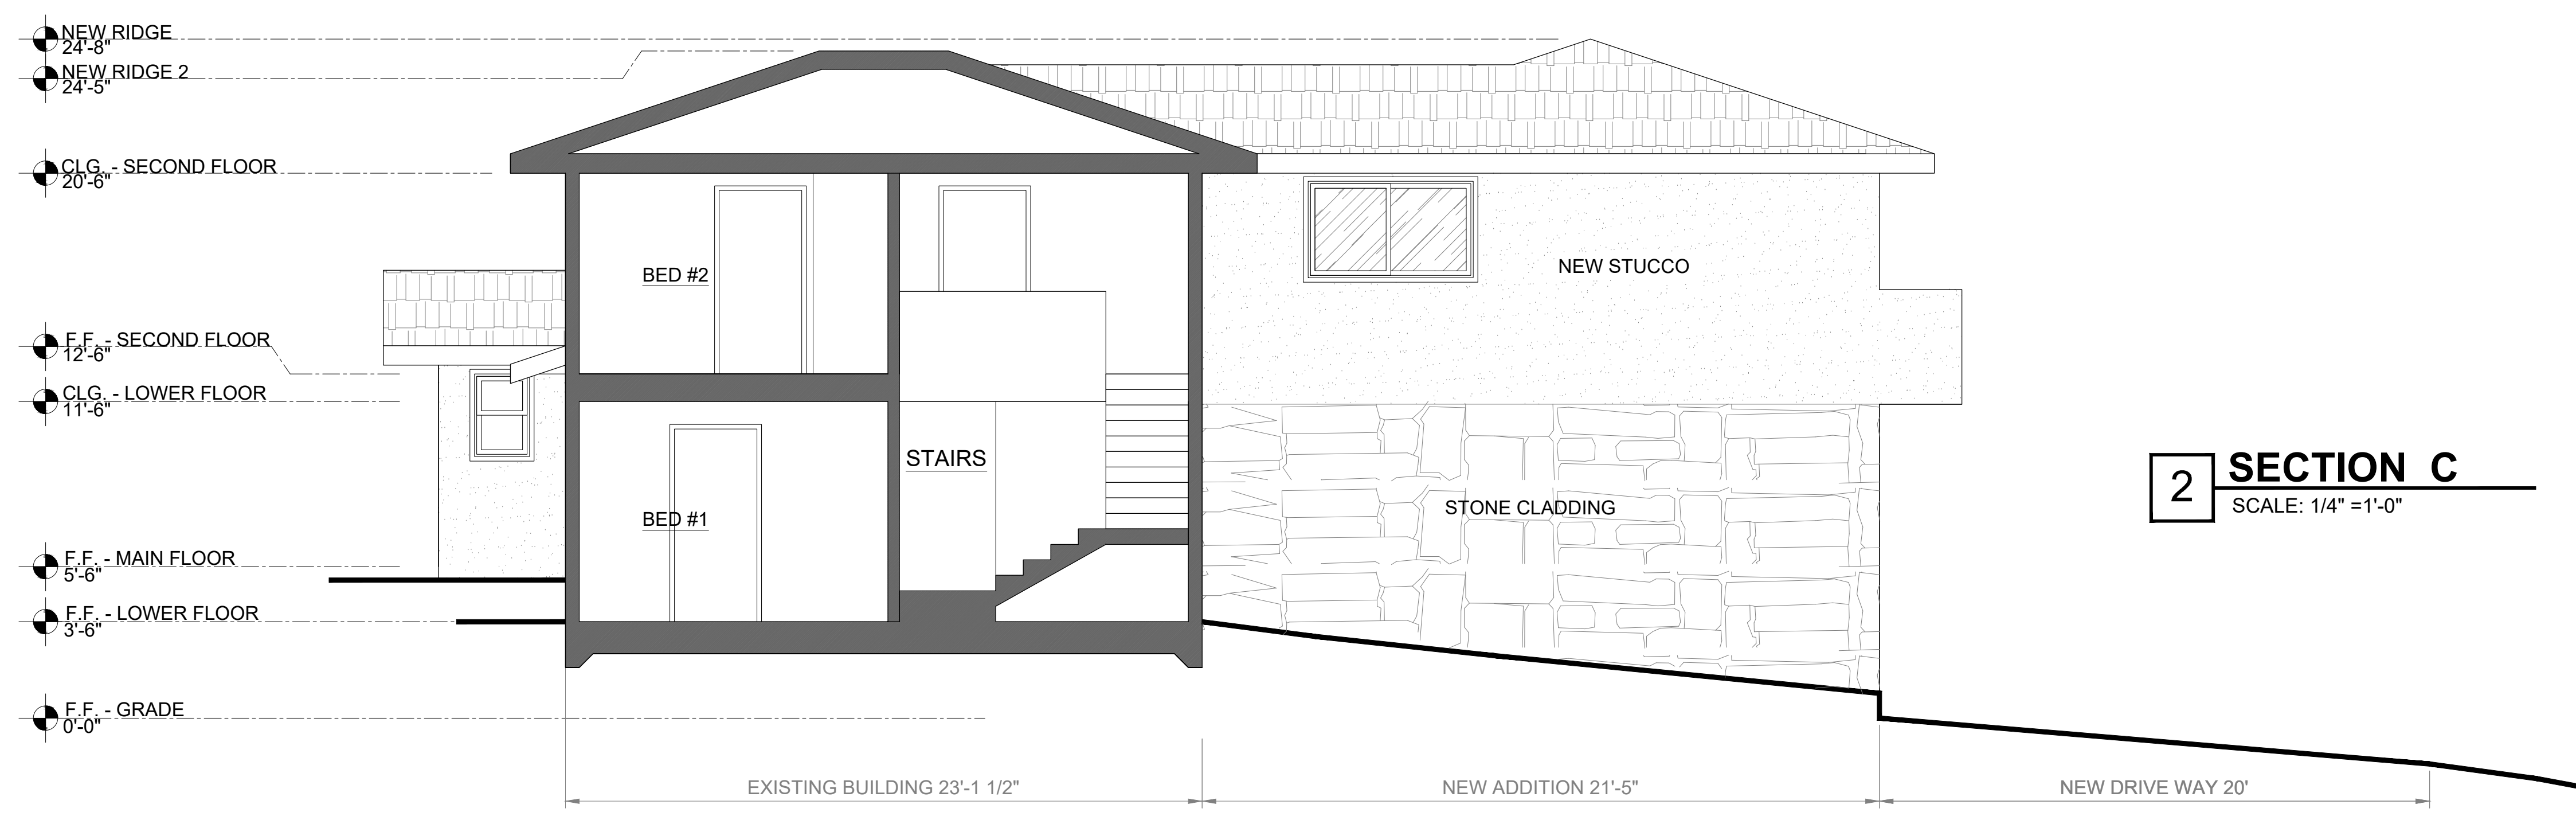 NEW RIDGE
24'-8"
NEW RIDGE 2
24'-5"
CLG. - SECOND FLOOR
20'-6"
F.F. - SECOND FLOOR
12'-6"
CLG. - LOWER FLOOR
11'-6"
F.F. - MAIN FLOOR
5'-6"
F.F. - LOWER FLOOR
3'-6"
F.F. - GRADE
0'-0"
BED #2
BED #1
STAIRS
NEW STUCCO
STONE CLADDING
2
SECTION C
SCALE: 1/4" =1'-0"
EXISTING BUILDING 23'-1 1/2"
NEW ADDITION 21'-5"
NEW DRIVE WAY 20'